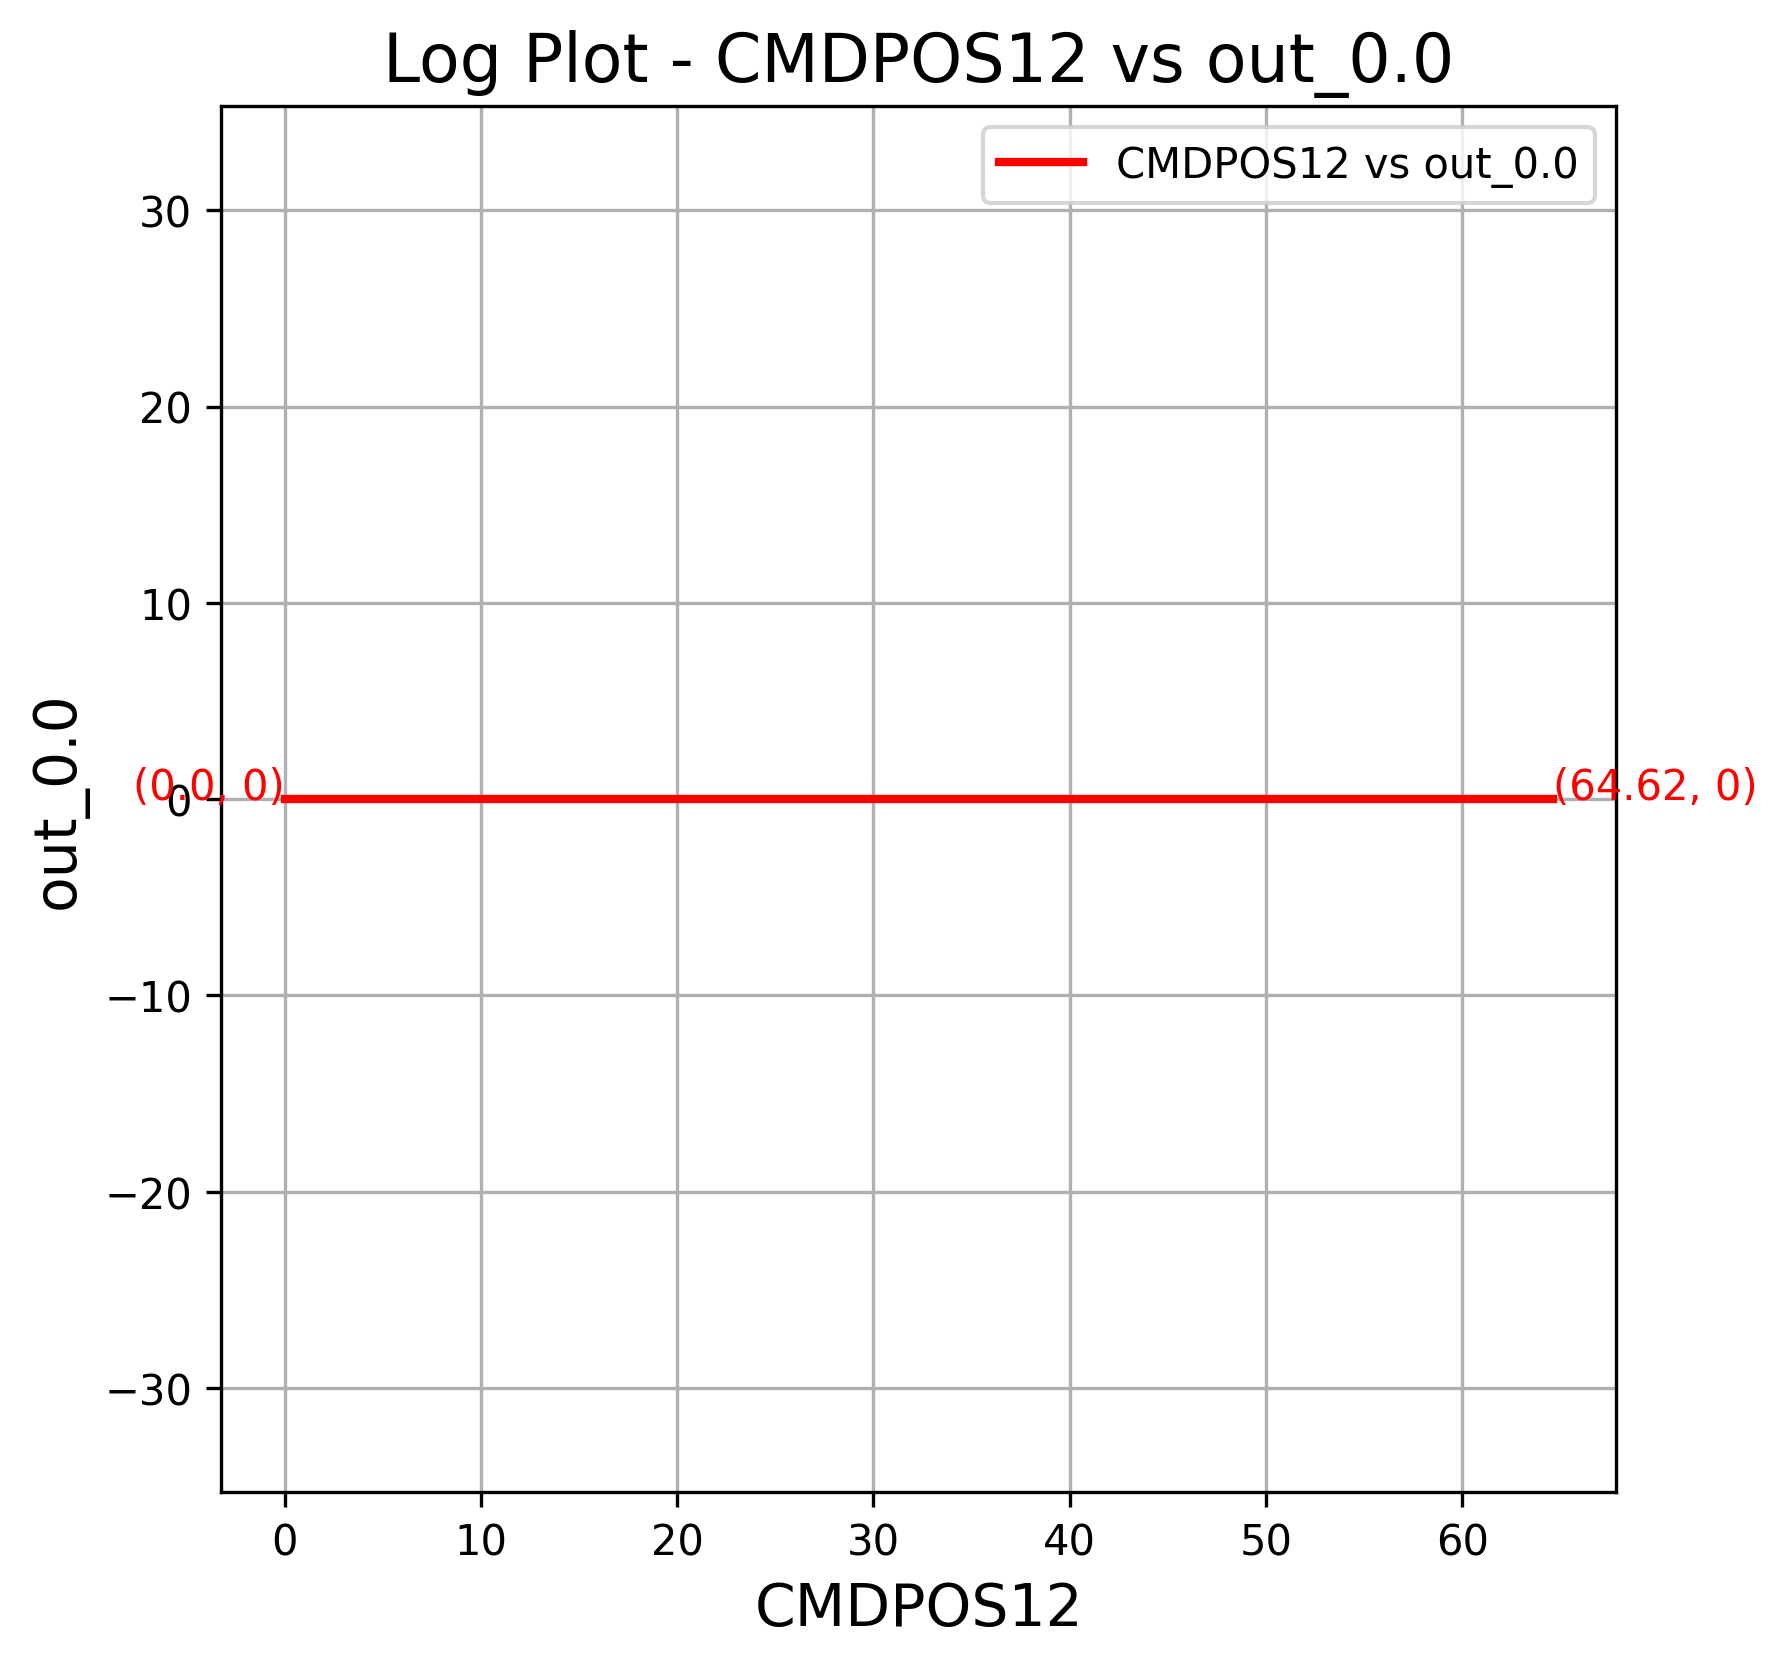 Log Plot - CMDPOS12 vs out_0.0
CMDPOS12 vs out_0.0
30
20
10
0
−10
−20
−30
out_0.0
(0.0, 0)
(64.62, 0)
0 10 20 30 40 50 60
CMDPOS12